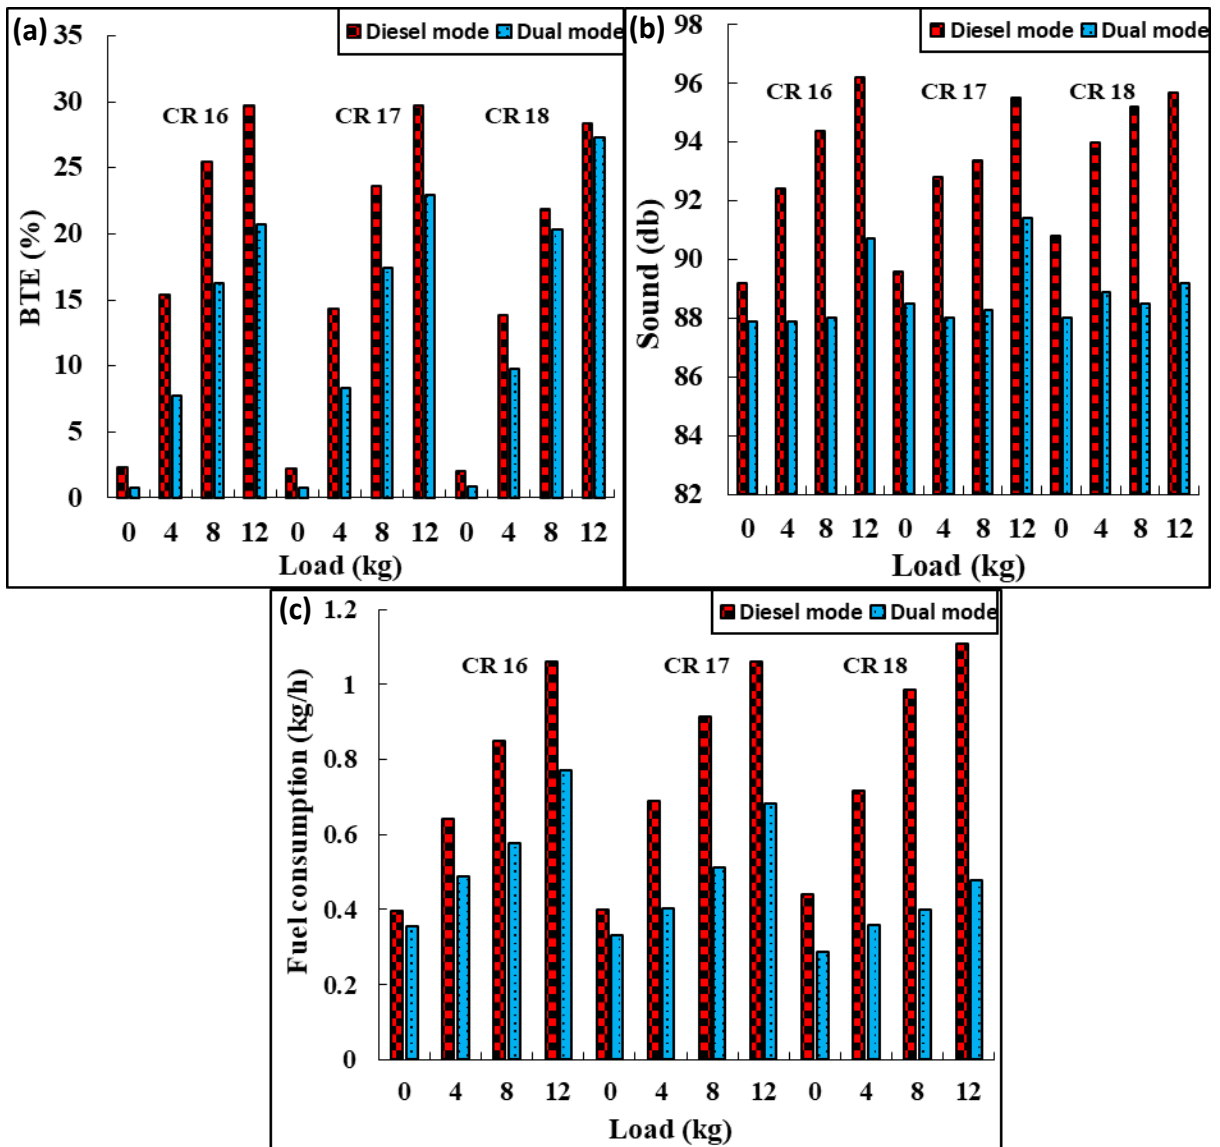 (a)
Diesel mode Dual mode
35
30
25
20
15
10
5
0
BTE (%)
CR 16 CR 17 CR 18
0 4 8 12 0 4 8 12 0 4 8 12
Load (kg)
(b)
Diesel mode Dual mode
98
96
94
92
90
88
86
84
82
Sound (db)
CR 16 CR 17 CR 18
0 4 8 12 0 4 8 12 0 4 8 12
Load (kg)
(c)
Diesel mode Dual mode
1.2
1
0.8
0.6
0.4
0.2
0
Fuel consumption (kg/h)
CR 16 CR 17 CR 18
0 4 8 12 0 4 8 12 0 4 8 12
Load (kg)